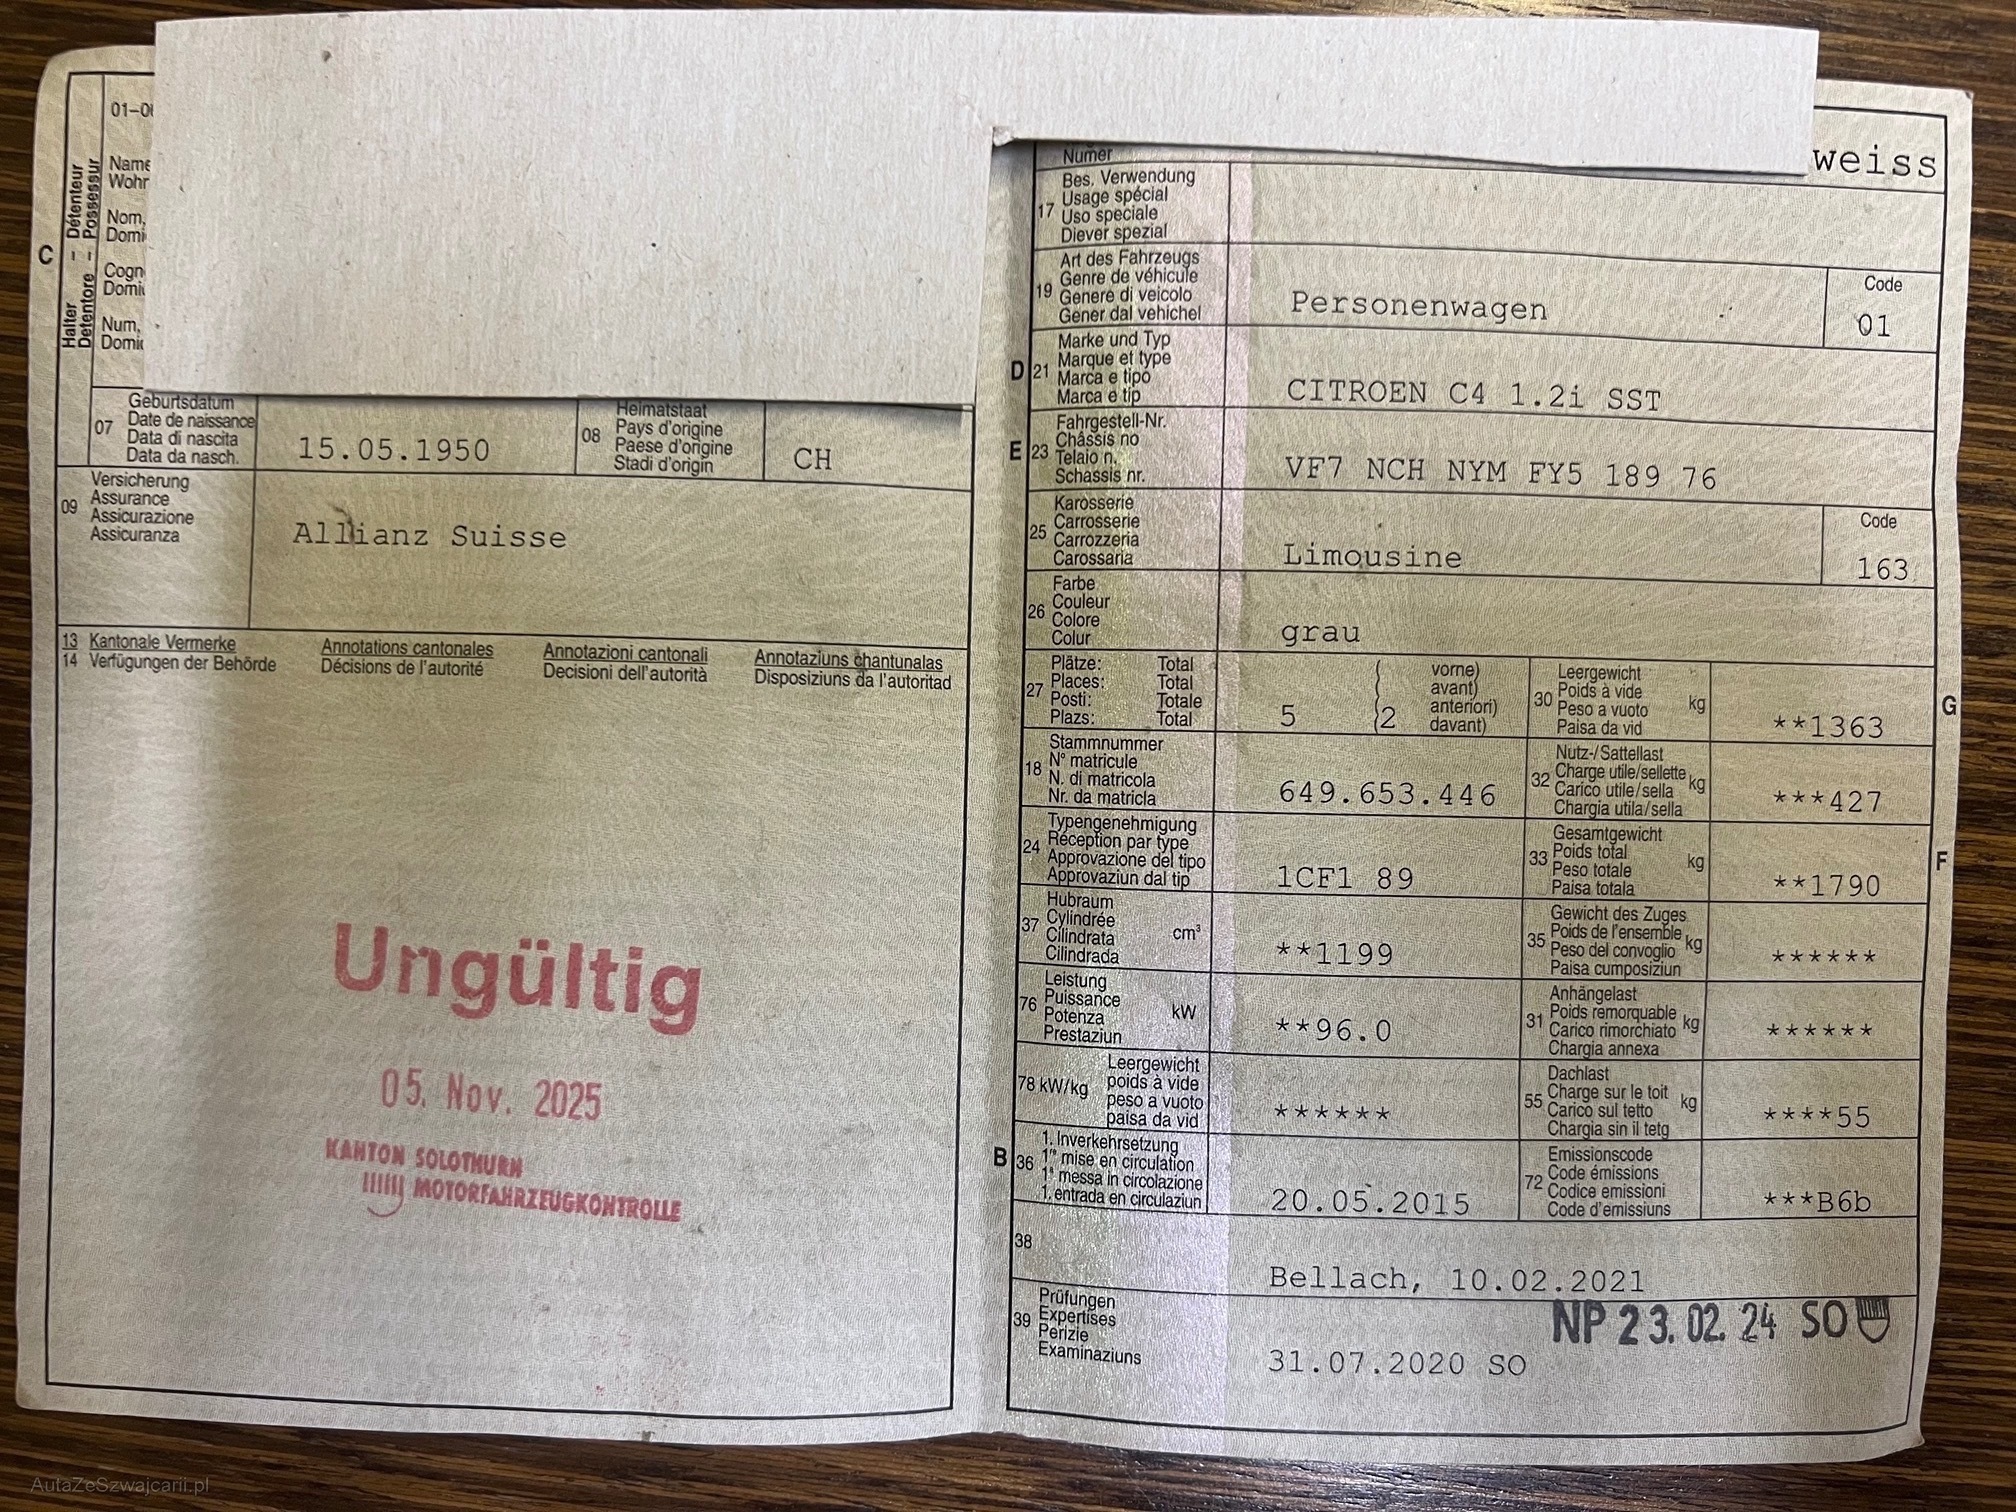 01-0
Name
Wohr
Nom,
Domi
Cogn
Domi
Num,
Domic
C
Halter – Détenteur
Detentore – Possessur
07
Geburtsdatum
Date de naissance
Data di nascita
Data da nasch.
15.05.1950
08
Heimatstaat
Pays d'origine
Paese d'origine
Stadi d'origin
CH
09
Versicherung
Assurance
Assicurazione
Assicuranza
Allianz Suisse
13 Kantonale Vermerke Annotations cantonales Annotazioni cantonali Annotaziuns chantunalas
14 Verfügungen der Behörde Décisions de l'autorité Decisioni dell'autorità Disposiziuns da l'autoritad
Ungültig
05. Nov. 2025
KANTON SOLOTHURN
MOTORFAHRZEUGKONTROLLE
Numer
weiss
17
Bes. Verwendung
Usage spécial
Uso speciale
Diever spezial
19
Art des Fahrzeugs
Genre de véhicule
Genere di veicolo
Gener dal vehichel
Personenwagen
Code
01
D 21
Marke und Typ
Marque et type
Marca e tipo
Marca e tip
CITROEN C4 1.2i SST
E 23
Fahrgestell-Nr.
Châssis no
Telaio n.
Schassis nr.
VF7 NCH NYM FY5 189 76
25
Karosserie
Carrosserie
Carrozzeria
Carossaria
Limousine
Code
163
26
Farbe
Couleur
Colore
Colur
grau
27
Plätze: Total
Places: Total
Posti: Totale
Plazs: Total
5 (2
vorne)
avant)
anteriori)
davant)
30
Leergewicht
Poids à vide
Peso a vuoto
Paisa da vid
kg
**1363
G
18
Stammnummer
N° matricule
N. di matricola
Nr. da matricla
649.653.446
32
Nutz-/Sattellast
Charge utile/sellette
Carico utile/sella
Chargia utila/sella
kg
***427
24
Typengenehmigung
Réception par type
Approvazione del tipo
Approvaziun dal tip
1CF1 89
33
Gesamtgewicht
Poids total
Peso totale
Paisa totala
kg
**1790
F
37
Hubraum
Cylindrée
Cilindrata
Cilindrada
cm³
**1199
35
Gewicht des Zuges
Poids de l'ensemble
Peso del convoglio
Paisa cumposiziun
kg
******
76
Leistung
Puissance
Potenza
Prestaziun
kW
**96.0
31
Anhängelast
Poids remorquable
Carico rimorchiato
Chargia annexa
kg
******
78 kW/kg
Leergewicht
poids à vide
peso a vuoto
paisa da vid
******
55
Dachlast
Charge sur le toit
Carico sul tetto
Chargia sin il tetg
kg
****55
B 36
1. Inverkehrsetzung
1re mise en circulation
1a messa in circolazione
1. entrada en circulaziun
20.05.2015
72
Emissionscode
Code émissions
Codice emissioni
Code d'emissiuns
***B6b
38
Bellach, 10.02.2021
39
Prüfungen
Expertises
Perizie
Examinaziuns
NP 23.02.24 SO
31.07.2020 SO
AutaZeSzwajcarii.pl